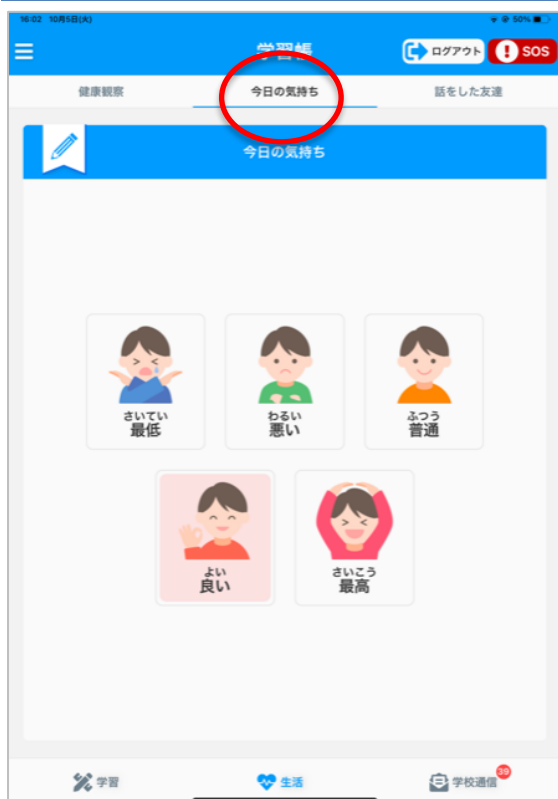 16:02 10月5日(火) 50%
学習帳 ログアウト SOS
健康観察 今日の気持ち 話をした友達
今日の気持ち
さいてい わるい ふつう
最低 悪い 普通
よい さいこう
良い 最高
39
学習 生活 学校通信